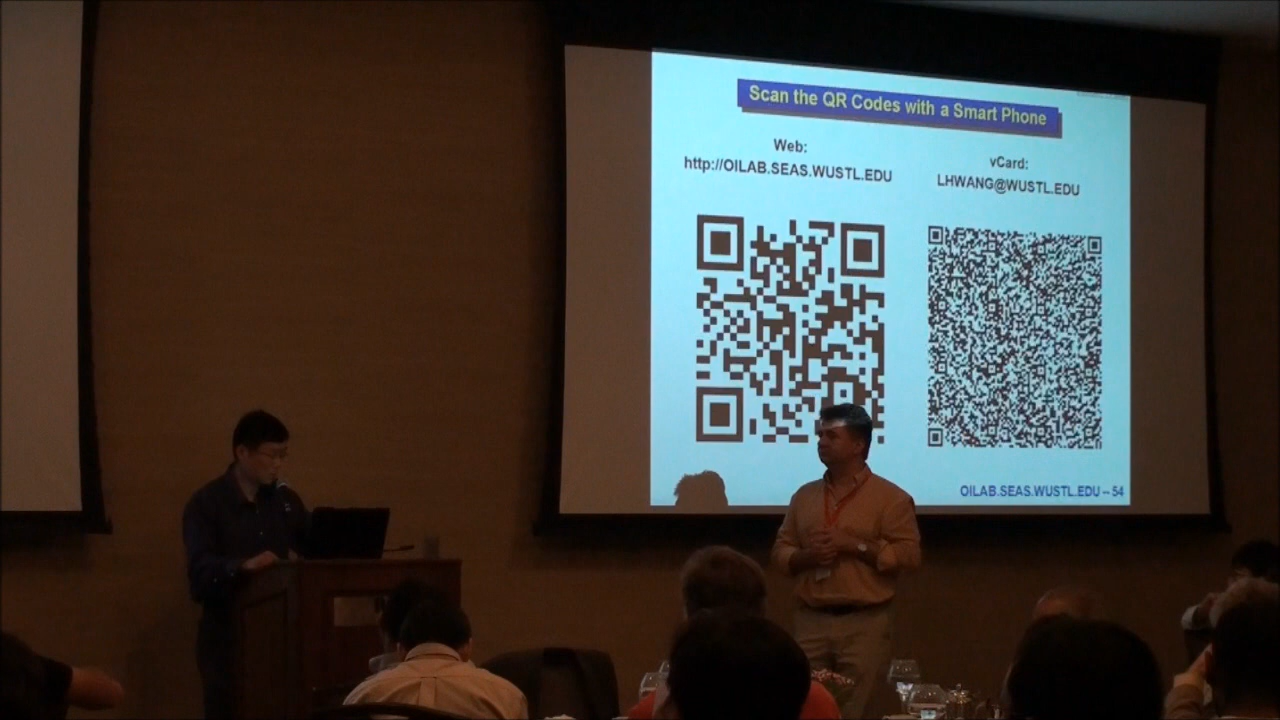 Scan the QR Codes with a Smart Phone
Web:
http://OILAB.SEAS.WUSTL.EDU
vCard:
LHWANG@WUSTL.EDU
OILAB.SEAS.WUSTL.EDU – 54